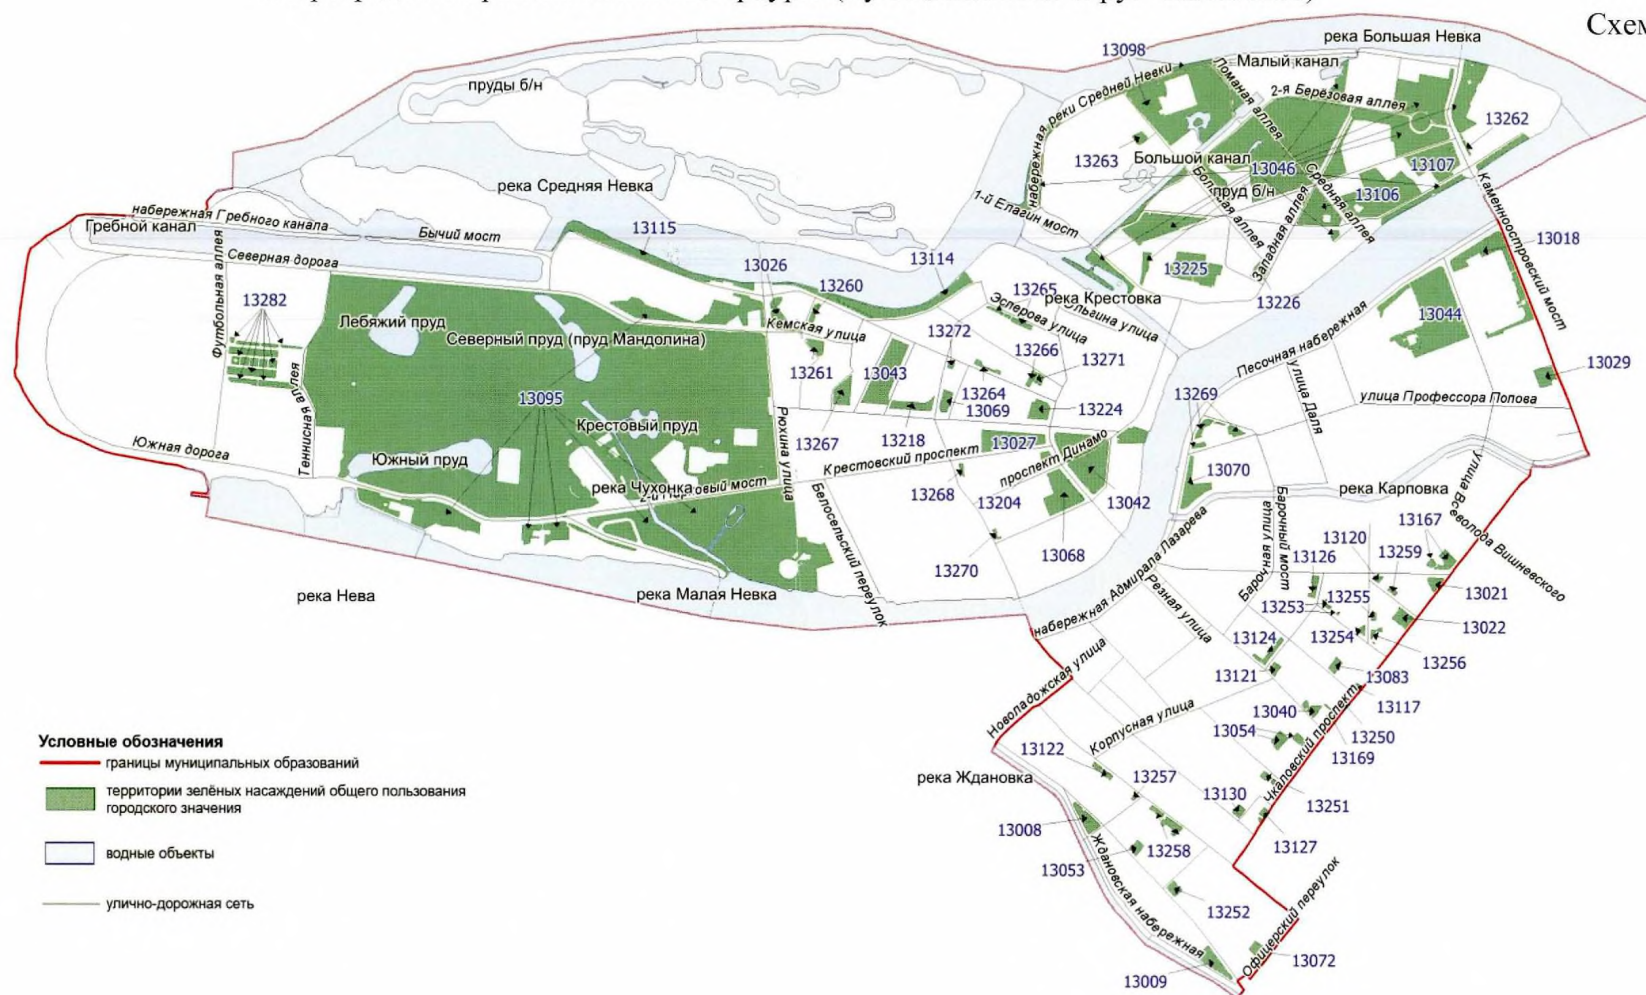 Схем
река Большая Невка
13098
Малый канал
пруды б/н
набережная реки Средней Невки
Ломаная аллея
2-я Берёзовая аллея
13262
13263
Большой канал
13046
13107
река Средняя Невка
пруд б/н
13106
Большая аллея
Средняя аллея
Западная аллея
Каменноостровский мост
1-й Елагин мост
набережная Гребного канала
Гребной канал
Бычий мост
13115
13018
Северная дорога
13026
13114
13225
13260
13265
река Крестовка
13226
Футбольная аллея
13282
Эсперова улица
Ольгина улица
Песочная набережная
13044
Лебяжий пруд
Северный пруд (пруд Мандолина)
Кемская улица
13272
13266
13271
13261
13043
13264
13029
Теннисная аллея
13095
13069
13224
13269
улица Даля
улица Профессора Попова
Крестовый пруд
Рюхина улица
13267
13218
13027
Южная дорога
Южный пруд
Крестовский проспект
проспект Динамо
13070
река Чухонка
13268
13204
13042
река Карповка
улица Всеволода Вишневского
Белосельский переулок
13068
13270
набережная Адмирала Лазарева
Барочная улица
Барочный мост
13167
13120
13126
13259
река Нева
река Малая Невка
Резная улица
13253
13255
13021
13022
13124
13254
13256
13121
13083
13117
Новоладожская улица
13040
13250
Корпусная улица
13054
13169
13122
Чкаловский проспект
река Ждановка
13257
13130
13251
13008
13127
13258
13053
Ждановская набережная
13252
Офицерский переулок
13072
13009
Условные обозначения
границы муниципальных образований
территории зелёных насаждений общего пользования
городского значения
водные объекты
улично-дорожная сеть